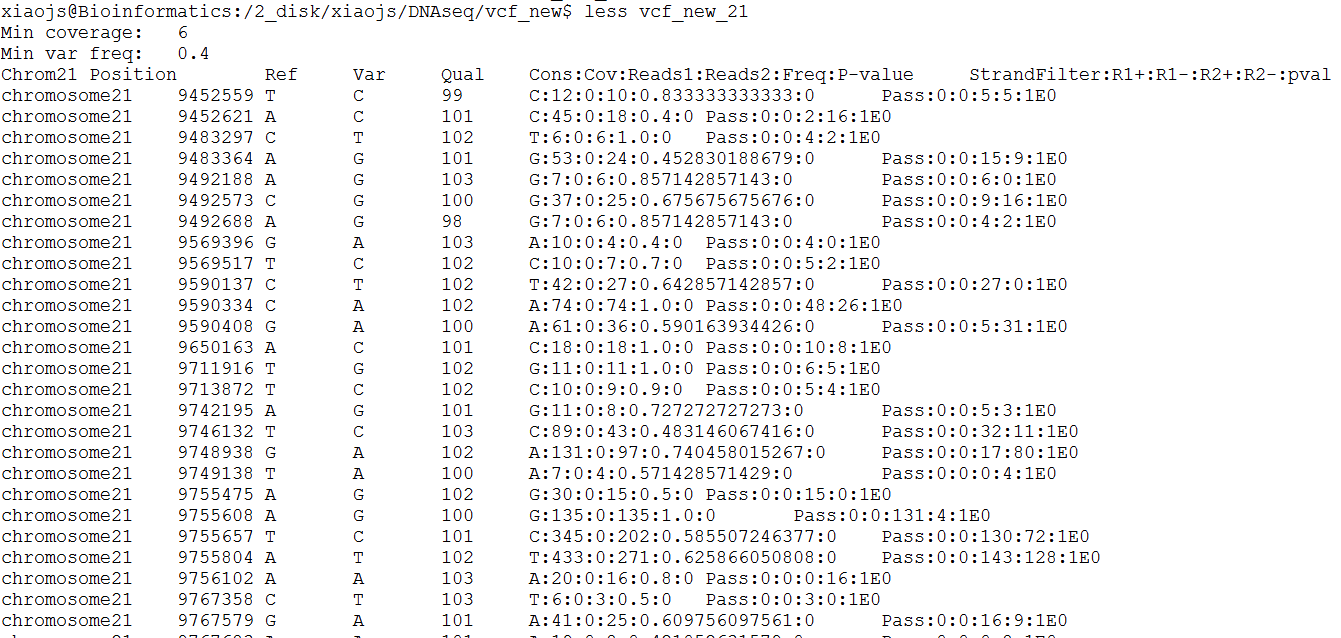 xiaojs@Bioinformatics:/2_disk/xiaojs/DNAseq/vcf_new$ less vcf_new_21
Min coverage: 6
Min var freq: 0.4
Chrom21 Position Ref Var Qual Cons:Cov:Reads1:Reads2:Freq:P-value StrandFilter:R1+:R1-:R2+:R2-:pval
chromosome21 9452559 T C 99 C:12:0:10:0.833333333333:0 Pass:0:0:5:5:1E0
chromosome21 9452621 A C 101 C:45:0:18:0.4:0 Pass:0:0:2:16:1E0
chromosome21 9483297 C T 102 T:6:0:6:1.0:0 Pass:0:0:4:2:1E0
chromosome21 9483364 A G 101 G:53:0:24:0.452830188679:0 Pass:0:0:15:9:1E0
chromosome21 9492188 A G 103 G:7:0:6:0.857142857143:0 Pass:0:0:6:0:1E0
chromosome21 9492573 C G 100 G:37:0:25:0.675675675676:0 Pass:0:0:9:16:1E0
chromosome21 9492688 A G 98 G:7:0:6:0.857142857143:0 Pass:0:0:4:2:1E0
chromosome21 9569396 G A 103 A:10:0:4:0.4:0 Pass:0:0:4:0:1E0
chromosome21 9569517 T C 102 C:10:0:7:0.7:0 Pass:0:0:5:2:1E0
chromosome21 9590137 C T 102 T:42:0:27:0.642857142857:0 Pass:0:0:27:0:1E0
chromosome21 9590334 C A 102 A:74:0:74:1.0:0 Pass:0:0:48:26:1E0
chromosome21 9590408 G A 100 A:61:0:36:0.590163934426:0 Pass:0:0:5:31:1E0
chromosome21 9650163 A C 101 C:18:0:18:1.0:0 Pass:0:0:10:8:1E0
chromosome21 9711916 T G 102 G:11:0:11:1.0:0 Pass:0:0:6:5:1E0
chromosome21 9713872 T C 102 C:10:0:9:0.9:0 Pass:0:0:5:4:1E0
chromosome21 9742195 A G 101 G:11:0:8:0.727272727273:0 Pass:0:0:5:3:1E0
chromosome21 9746132 T C 103 C:89:0:43:0.483146067416:0 Pass:0:0:32:11:1E0
chromosome21 9748938 G A 102 A:131:0:97:0.740458015267:0 Pass:0:0:17:80:1E0
chromosome21 9749138 T A 100 A:7:0:4:0.571428571429:0 Pass:0:0:0:4:1E0
chromosome21 9755475 A G 102 G:30:0:15:0.5:0 Pass:0:0:15:0:1E0
chromosome21 9755608 A G 100 G:135:0:135:1.0:0 Pass:0:0:131:4:1E0
chromosome21 9755657 T C 101 C:345:0:202:0.585507246377:0 Pass:0:0:130:72:1E0
chromosome21 9755804 A T 102 T:433:0:271:0.625866050808:0 Pass:0:0:143:128:1E0
chromosome21 9756102 A A 103 A:20:0:16:0.8:0 Pass:0:0:0:16:1E0
chromosome21 9767358 C T 103 T:6:0:3:0.5:0 Pass:0:0:3:0:1E0
chromosome21 9767579 G A 101 A:41:0:25:0.609756097561:0 Pass:0:0:16:9:1E0